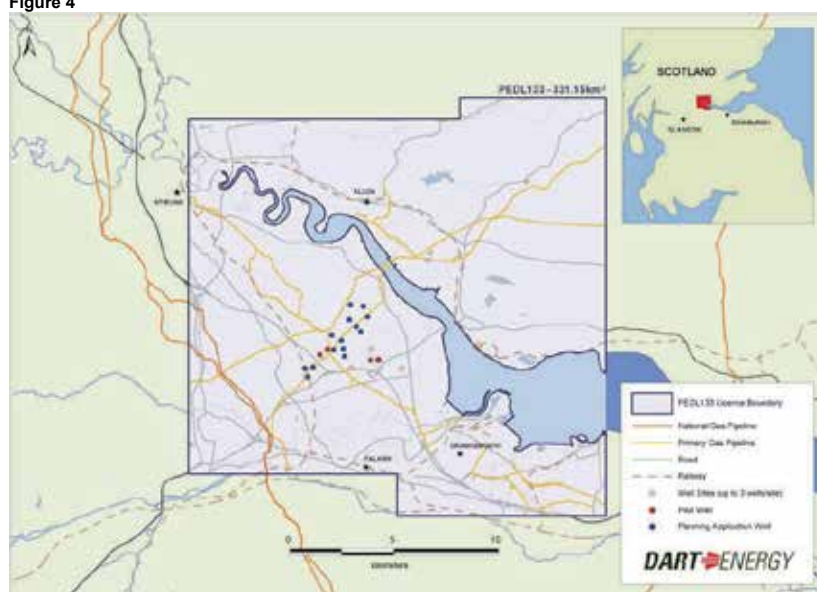 Figure 4
PEDL133 - 331.15km²
SCOTLAND
GLASGOW
EDINBURGH
STIRLING
ALLOA
FALKIRK
GRANGEMOUTH
PEDL133 Licence Boundary
National Gas Pipeline
Primary Gas Pipeline
Road
Railway
Well Sites (up to 3 wells/site)
Pilot Well
Planning Application Well
0 5 10
kilometers
DART ENERGY